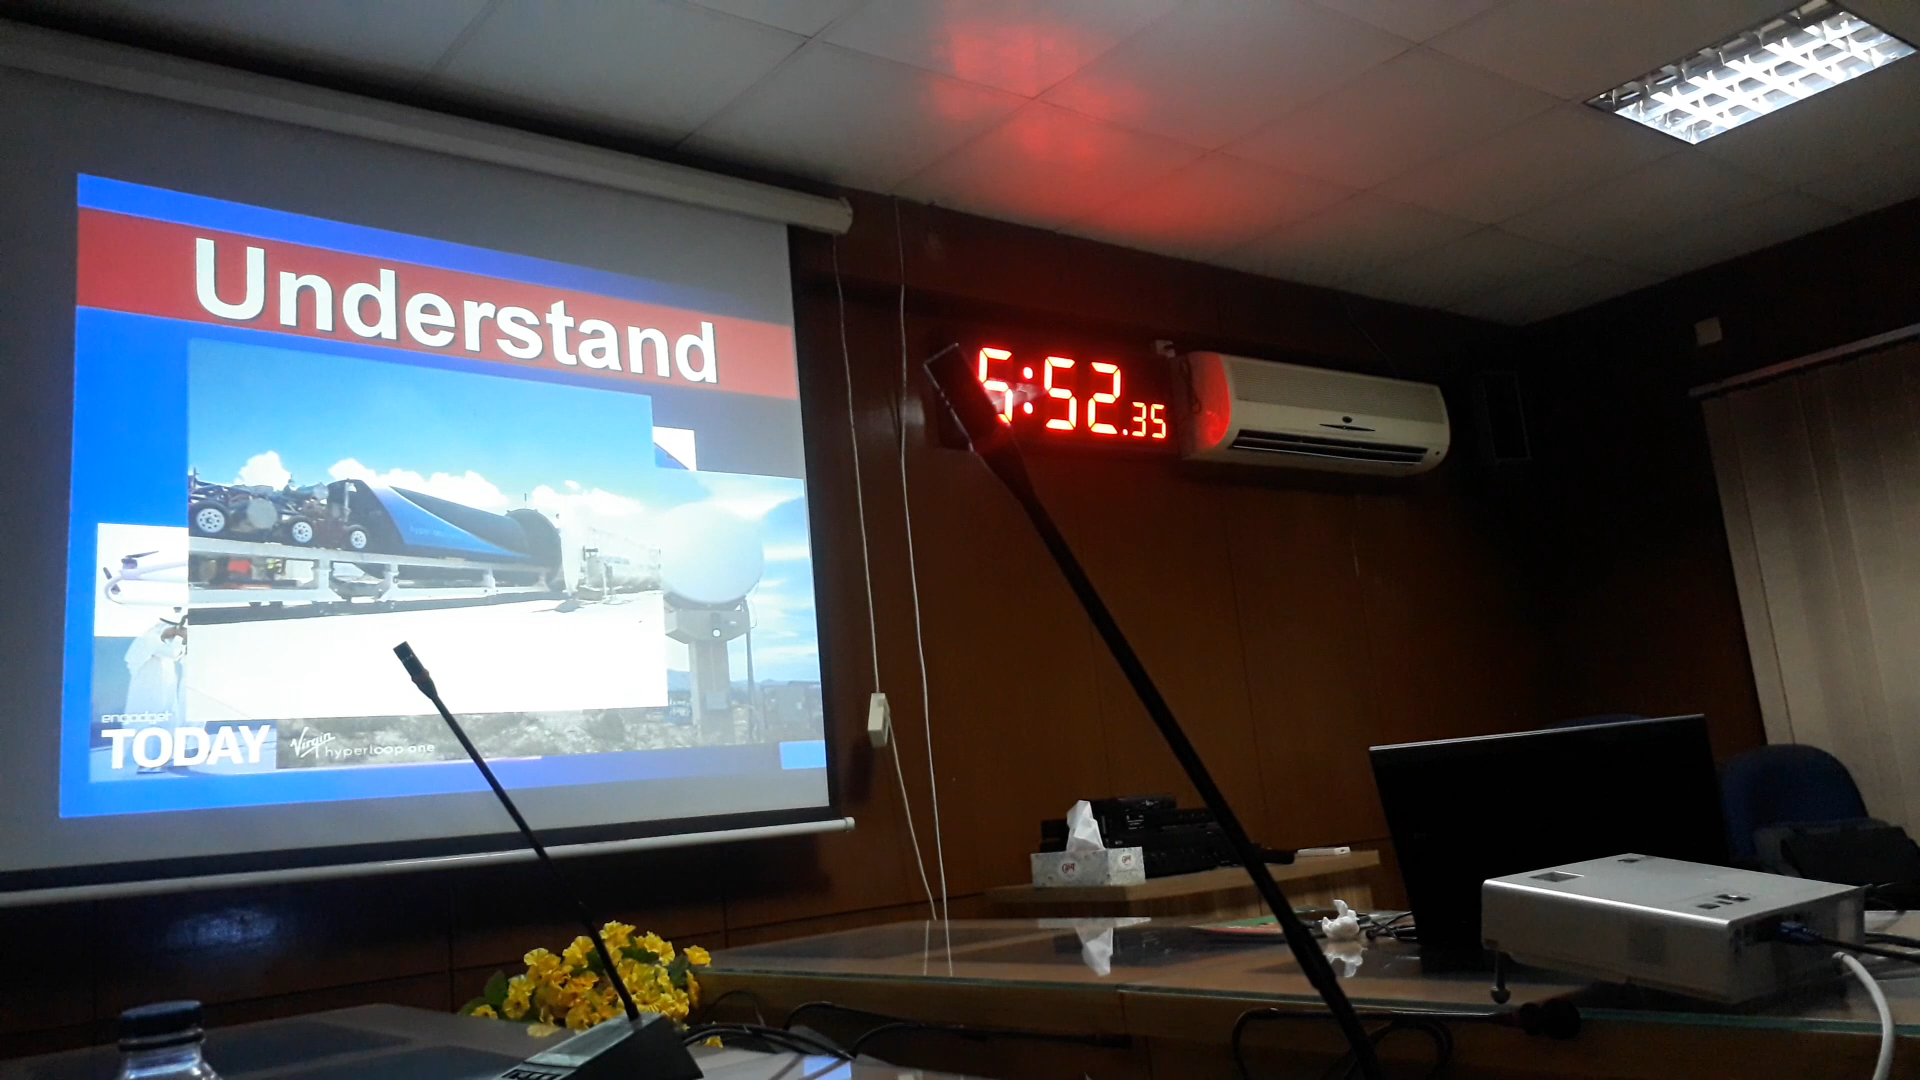 Understand
engadget
TODAY
Virgin
hyperloop one
5:52.35